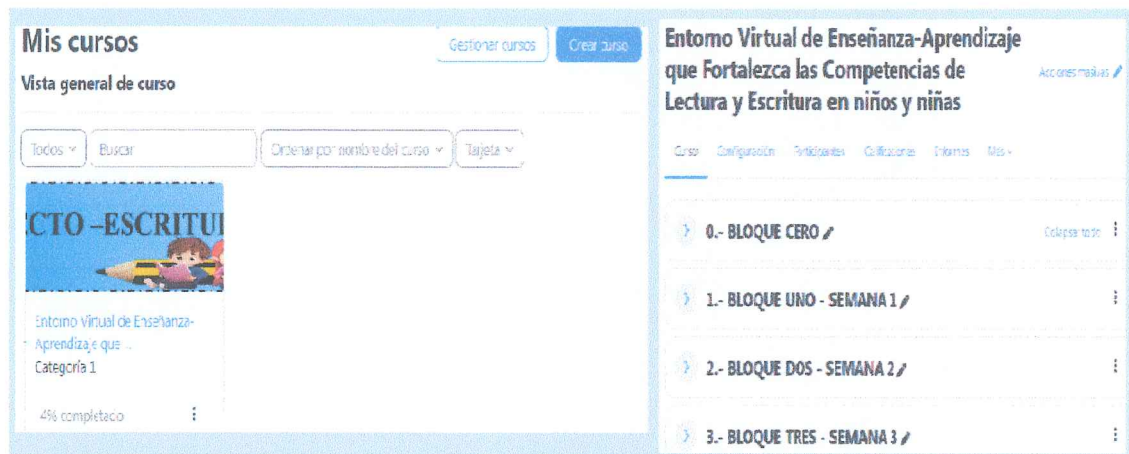 Mis cursos
Gestionar cursos
Crear curso
Vista general de curso
Todos
Buscar
Ordenar por nombre del curso
Tarjeta
CTO –ESCRITU
Entorno Virtual de Enseñanza-
Aprendizaje que ...
Categoría 1
4% completado
Entorno Virtual de Enseñanza-Aprendizaje
que Fortalezca las Competencias de
Lectura y Escritura en niños y niñas
Acciones masivas
Curso Configuración Participantes Calificaciones Informes Más
0.- BLOQUE CERO
Colapsar todo
1.- BLOQUE UNO - SEMANA 1
2.- BLOQUE DOS - SEMANA 2
3.- BLOQUE TRES - SEMANA 3